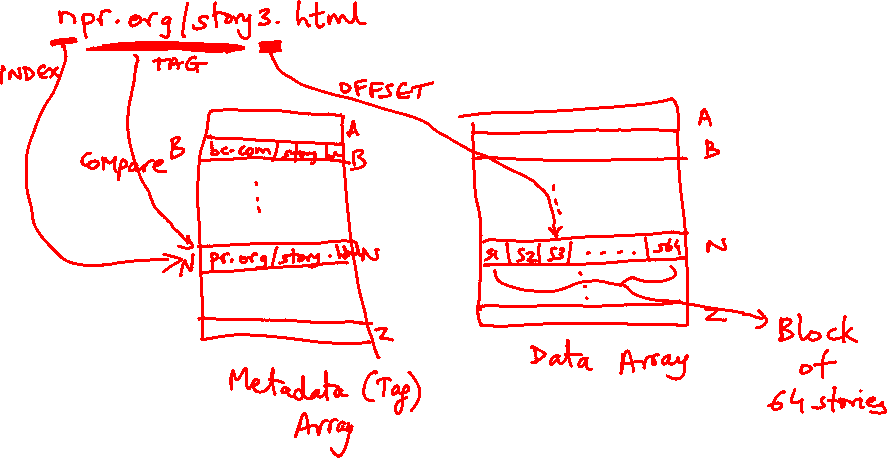 npr.org/story3.html
INDEX
TAG
OFFSET
COMPARE
A
B
bc.com/story
B
N
pr.org/story.
N
Z
Metadata (Tag)
Array
A
B
s1 s2 s3 .... s64
N
Z
Data Array
Block
of
64 stories